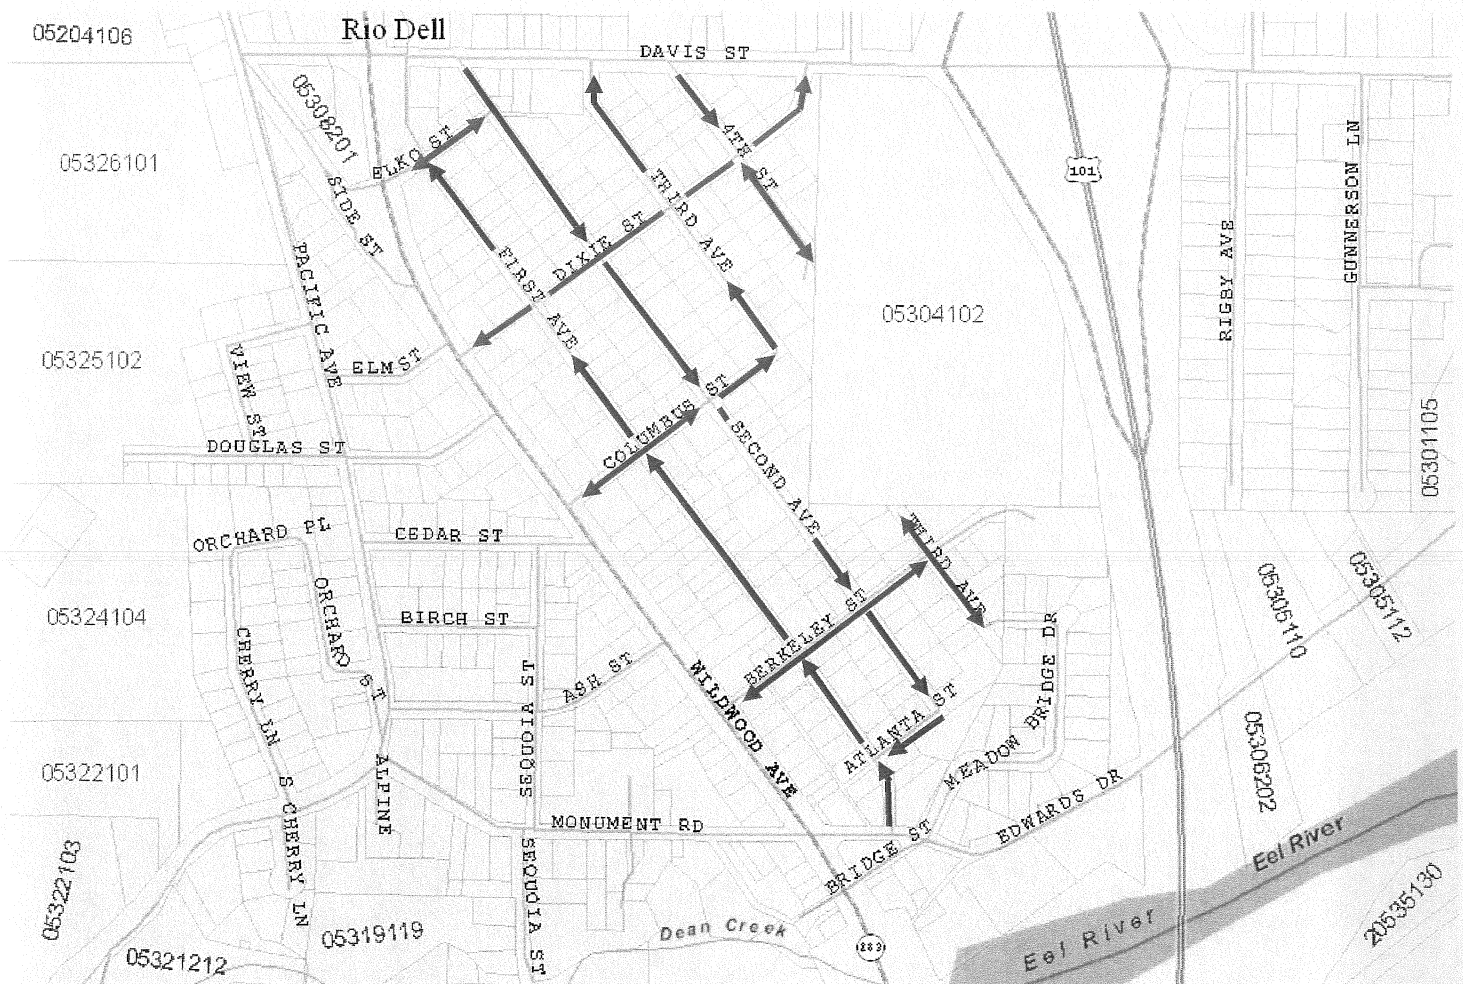 05204106
Rio Dell
DAVIS ST
05308201
05326101
ELKO ST
4TH ST
101
GUNNERSON LN
SIDE ST
THIRD AVE
RIGBY AVE
PACIFIC AVE
FIRST AVE
DIXIE ST
05304102
05325102
VIEW ST
ELM ST
COLUMBUS ST
SECOND AVE
05301105
DOUGLAS ST
ORCHARD PL
CEDAR ST
THIRD AVE
05305110
05305112
05324104
ORCHARD ST
BIRCH ST
BERKELEY ST
CHERRY LN
SEQUOIA ST
ASH ST
WILDWOOD AVE
ATLANTA ST
MEADOW BRIDGE DR
05322101
ALPINE
S CHERRY LN
MONUMENT RD
BRIDGE ST
EDWARDS DR
05306202
Eel River
05322103
SEQUOIA ST
05319119
Dean Creek
283
Eel River
20535130
05321212